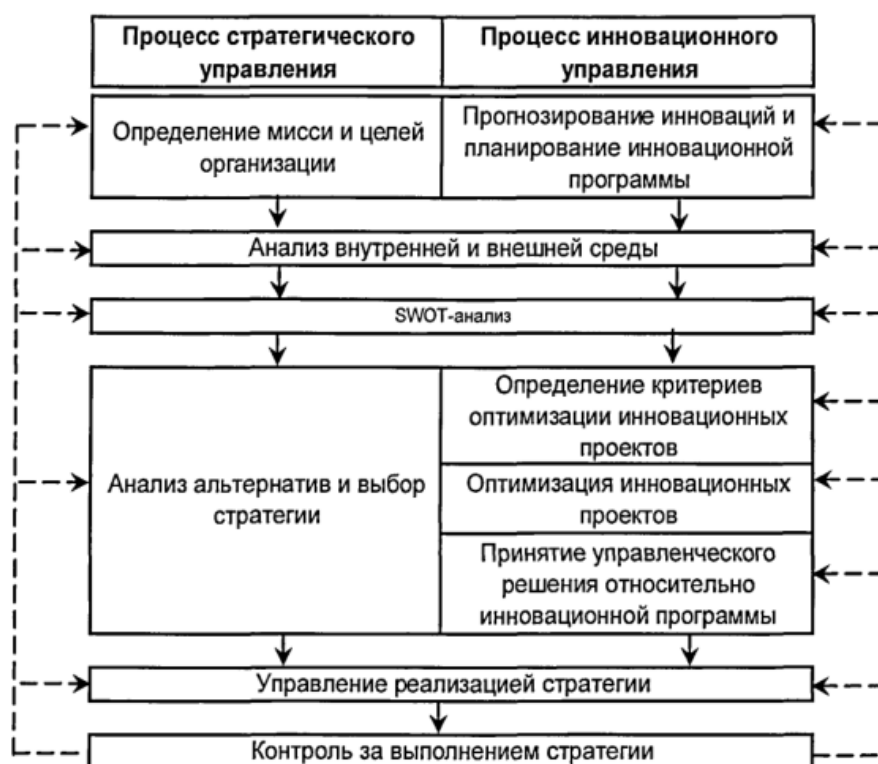 Процесс стратегического
управления
Процесс инновационного
управления
Определение мисси и целей
организации
Прогнозирование инноваций и
планирование инновационной
программы
Анализ внутренней и внешней среды
SWOT-анализ
Анализ альтернатив и выбор
стратегии
Определение критериев
оптимизации инновационных
проектов
Оптимизация инновационных
проектов
Принятие управленческого
решения относительно
инновационной программы
Управление реализацией стратегии
Контроль за выполнением стратегии